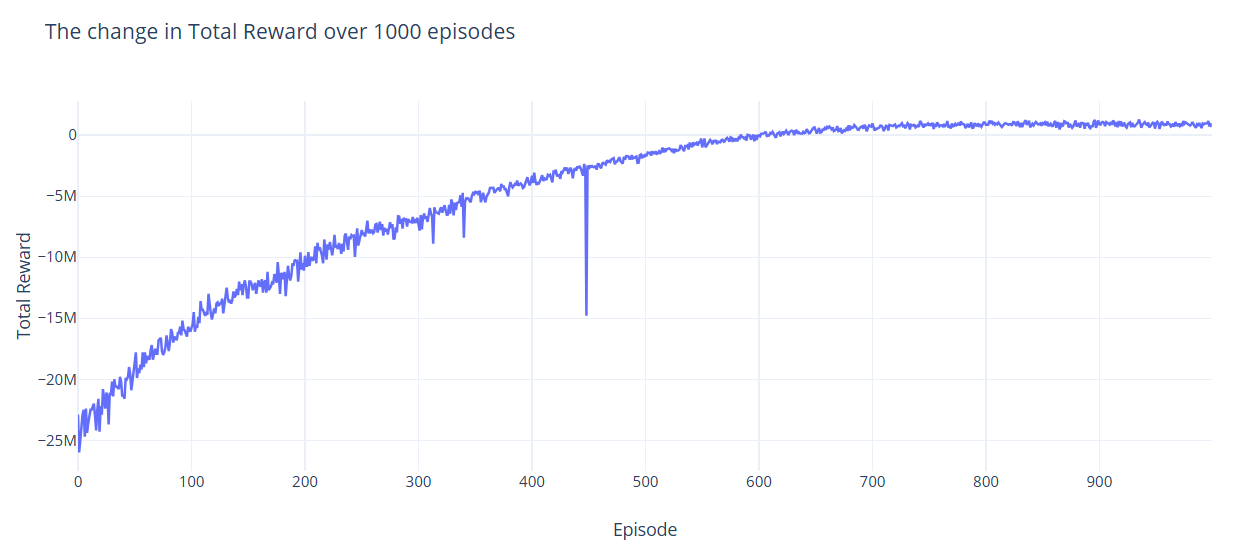 The change in Total Reward over 1000 episodes
Total Reward
0
−5M
−10M
−15M
−20M
−25M
0 100 200 300 400 500 600 700 800 900
Episode